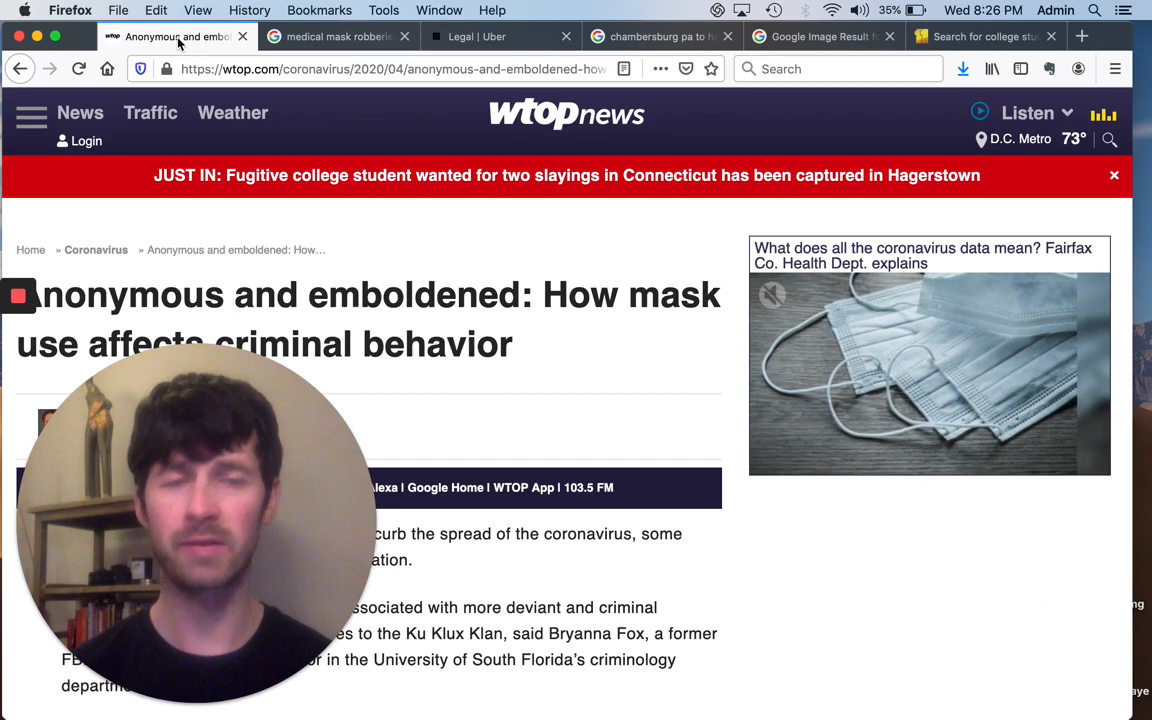 Firefox File Edit View History Bookmarks Tools Window Help 35% Wed 8:26 PM Admin
wtop Anonymous and embol medical mask robberie Legal | Uber chambersburg pa to h Google Image Result f Search for college stu
https://wtop.com/coronavirus/2020/04/anonymous-and-emboldened-how Search
News Traffic Weather wtopnews Listen
Login D.C. Metro 73°
JUST IN: Fugitive college student wanted for two slayings in Connecticut has been captured in Hagerstown ×
Home » Coronavirus » Anonymous and emboldened: How…
Anonymous and emboldened: How mask
use affects criminal behavior
What does all the coronavirus data mean? Fairfax
Co. Health Dept. explains
Alexa | Google Home | WTOP App | 103.5 FM
curb the spread of the coronavirus, some
ssociated with more deviant and criminal
es to the Ku Klux Klan, said Bryanna Fox, a former
FB in the University of South Florida's criminology
departm